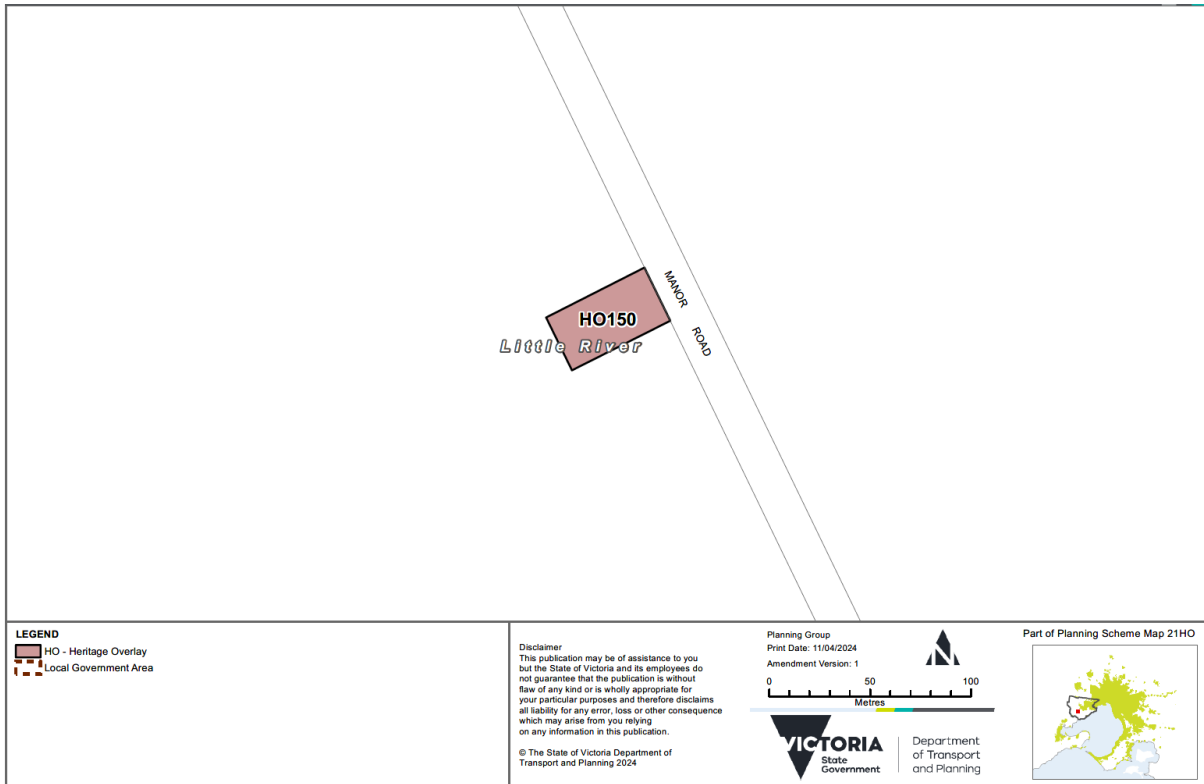 MANOR
ROAD
HO150
Little River
LEGEND
HO - Heritage Overlay
Local Government Area
Disclaimer
This publication may be of assistance to you
but the State of Victoria and its employees do
not guarantee that the publication is without
flaw of any kind or is wholly appropriate for
your particular purposes and therefore disclaims
all liability for any error, loss or other consequence
which may arise from you relying
on any information in this publication.
© The State of Victoria Department of
Transport and Planning 2024
Planning Group
Print Date: 11/04/2024
Amendment Version: 1
0 50 100
Metres
VICTORIA
State
Government
Department
of Transport
and Planning
Part of Planning Scheme Map 21HO